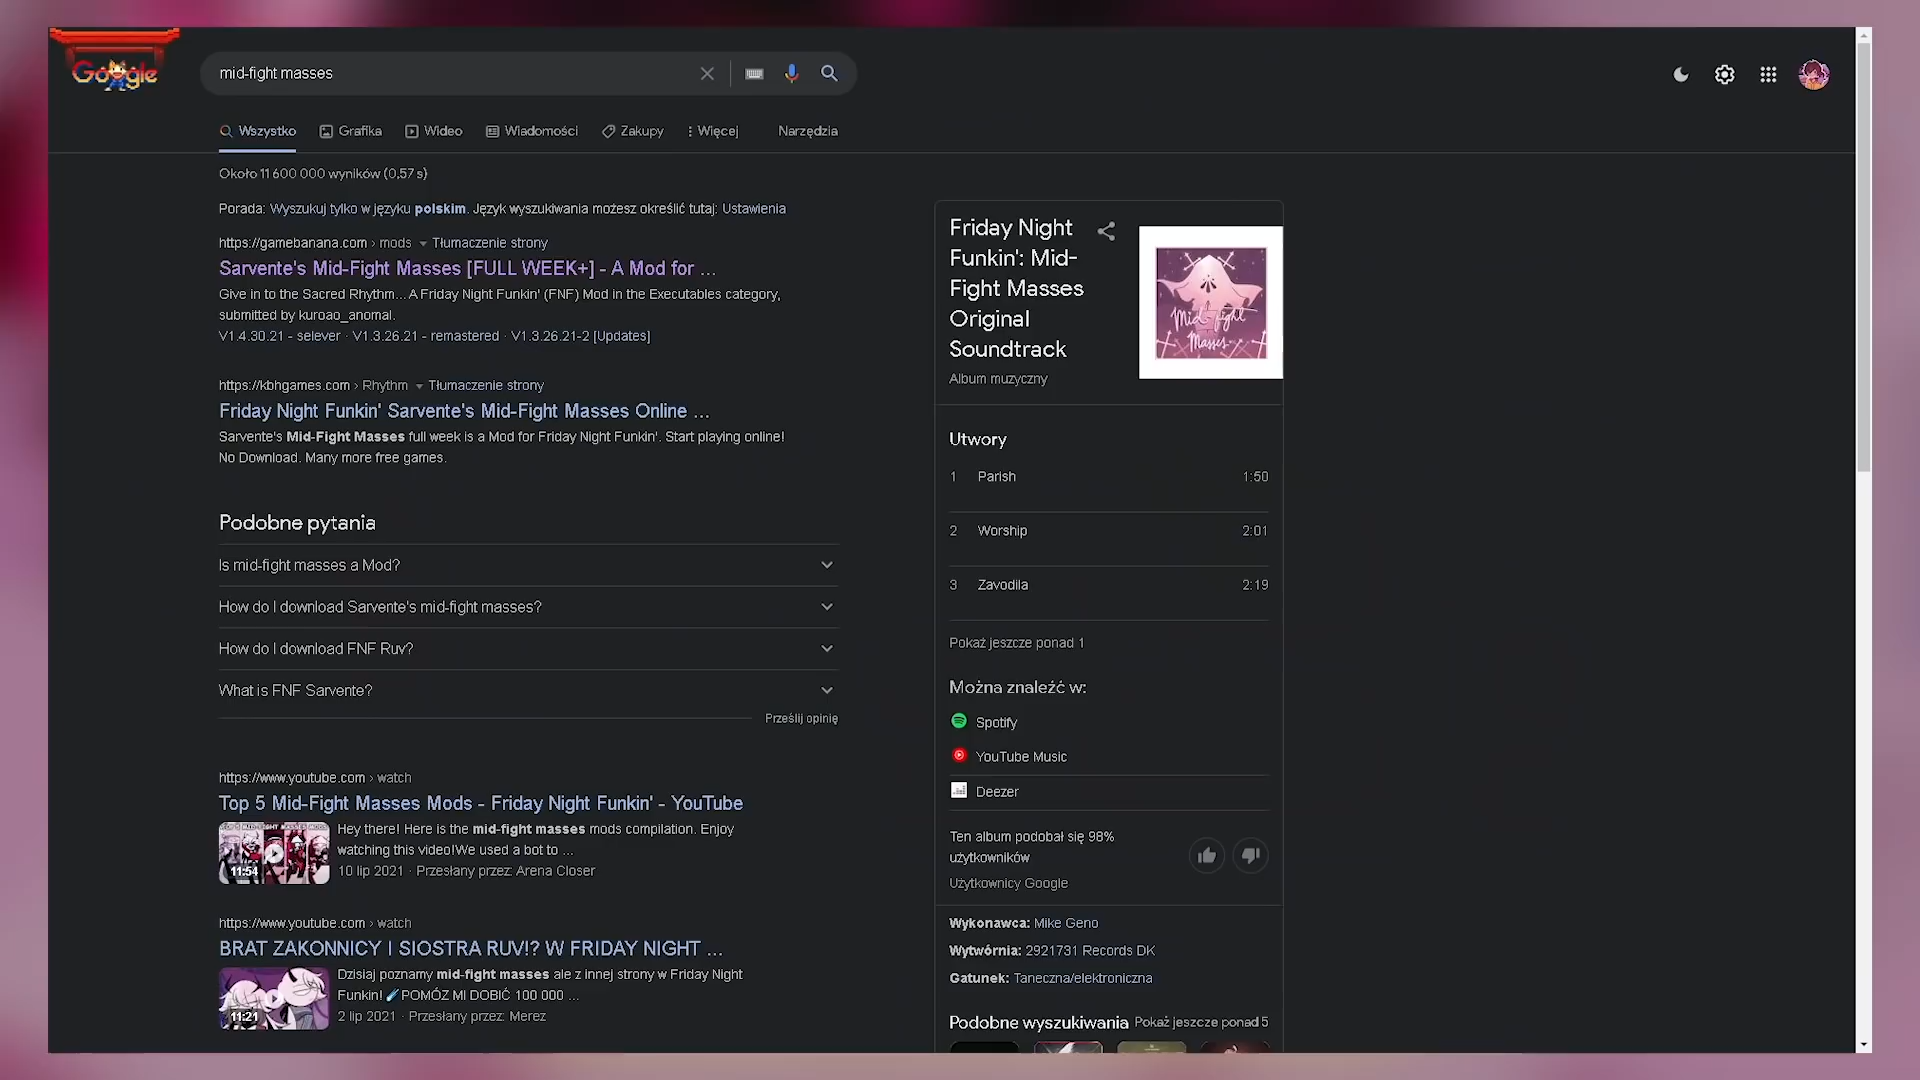 Google
mid-fight masses
Wszystko
Grafika
Wideo
Wiadomości
Zakupy
Więcej
Narzędzia
Około 11 600 000 wyników (0,57 s)
Porada: Wyszukuj tylko w języku polskim. Język wyszukiwania możesz określić tutaj: Ustawienia
https://gamebanana.com › mods Tłumaczenie strony
Sarvente's Mid-Fight Masses [FULL WEEK+] - A Mod for ...
Give in to the Sacred Rhythm... A Friday Night Funkin' (FNF) Mod in the Executables category,
submitted by kuroao_anomal.
V1.4.30.21 - selever · V1.3.26.21 - remastered · V1.3.26.21-2 [Updates]
https://kbhgames.com › Rhythm Tłumaczenie strony
Friday Night Funkin' Sarvente's Mid-Fight Masses Online ...
Sarvente's Mid-Fight Masses full week is a Mod for Friday Night Funkin'. Start playing online!
No Download. Many more free games.
Podobne pytania
Is mid-fight masses a Mod?
How do I download Sarvente's mid-fight masses?
How do I download FNF Ruv?
What is FNF Sarvente?
Prześlij opinię
https://www.youtube.com › watch
Top 5 Mid-Fight Masses Mods - Friday Night Funkin' - YouTube
Hey there! Here is the mid-fight masses mods compilation. Enjoy
watching this video!We used a bot to ...
11:54
10 lip 2021 · Przesłany przez: Arena Closer
https://www.youtube.com › watch
BRAT ZAKONNICY I SIOSTRA RUV!? W FRIDAY NIGHT ...
Dzisiaj poznamy mid-fight masses ale z innej strony w Friday Night
Funkin! POMÓZ MI DOBIĆ 100 000 ...
11:21
2 lip 2021 · Przesłany przez: Merez
Friday Night
Funkin': Mid-
Fight Masses
Original
Soundtrack
Album muzyczny
Mid-fight
Masses
Utwory
1 Parish 1:50
2 Worship 2:01
3 Zavodila 2:19
Pokaż jeszcze ponad 1
Można znaleźć w:
Spotify
YouTube Music
Deezer
Ten album podobał się 98%
użytkowników
Użytkownicy Google
Wykonawca: Mike Geno
Wytwórnia: 2921731 Records DK
Gatunek: Taneczna/elektroniczna
Podobne wyszukiwania Pokaż jeszcze ponad 5